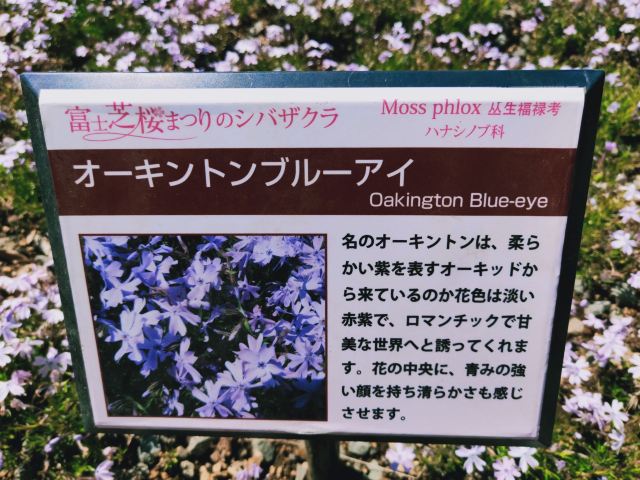 富士芝桜まつりのシバザクラ
Moss phlox 丛生福禄考
ハナシノブ科
オーキントンブルーアイ
Oakington Blue-eye
名のオーキントンは、柔ら
かい紫を表すオーキッドか
ら来ているのか花色は淡い
赤紫で、ロマンチックで甘
美な世界へと誘ってくれま
す。花の中央に、青みの強
い顔を持ち清らかさも感じ
させます。